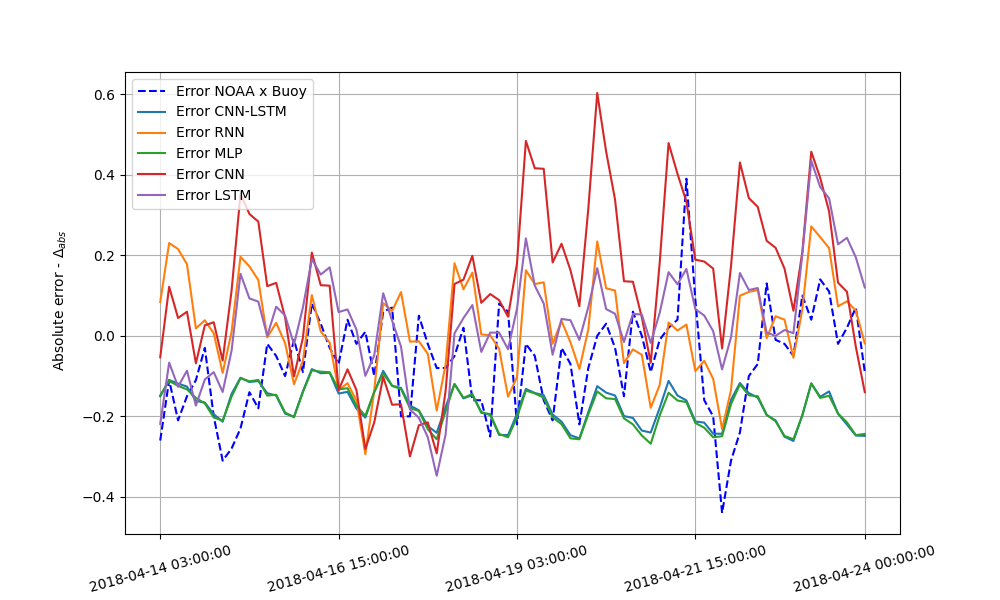 Error NOAA x Buoy
Error CNN-LSTM
Error RNN
Error MLP
Error CNN
Error LSTM
0.6
0.4
0.2
0.0
−0.2
−0.4
Absolute error - Δabs
2018-04-14 03:00:00
2018-04-16 15:00:00
2018-04-19 03:00:00
2018-04-21 15:00:00
2018-04-24 00:00:00